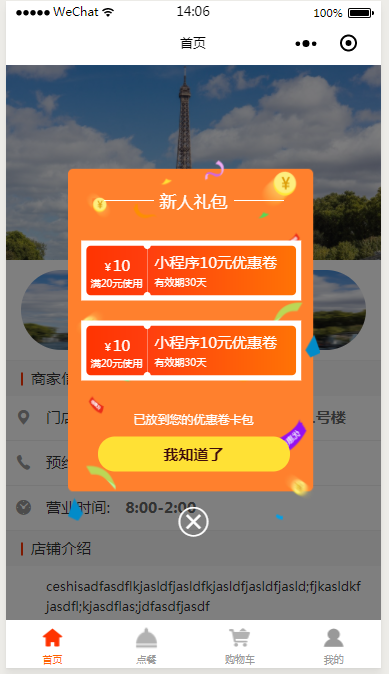 WeChat 14:06 100%
首页
新人礼包
¥10 小程序10元优惠卷
满20元使用 有效期30天
¥10 小程序10元优惠卷
满20元使用 有效期30天
商家信
门店
号楼
已放到您的优惠卷卡包
预约
我知道了
营业时间: 8:00-2:00
店铺介绍
ceshisadfasdflkjasldfjasldfkjasldfjasldfjasld;fjkasldkf
jasdfl;kjasdflas;jdfasdfjasdf
首页 点餐 购物车 我的